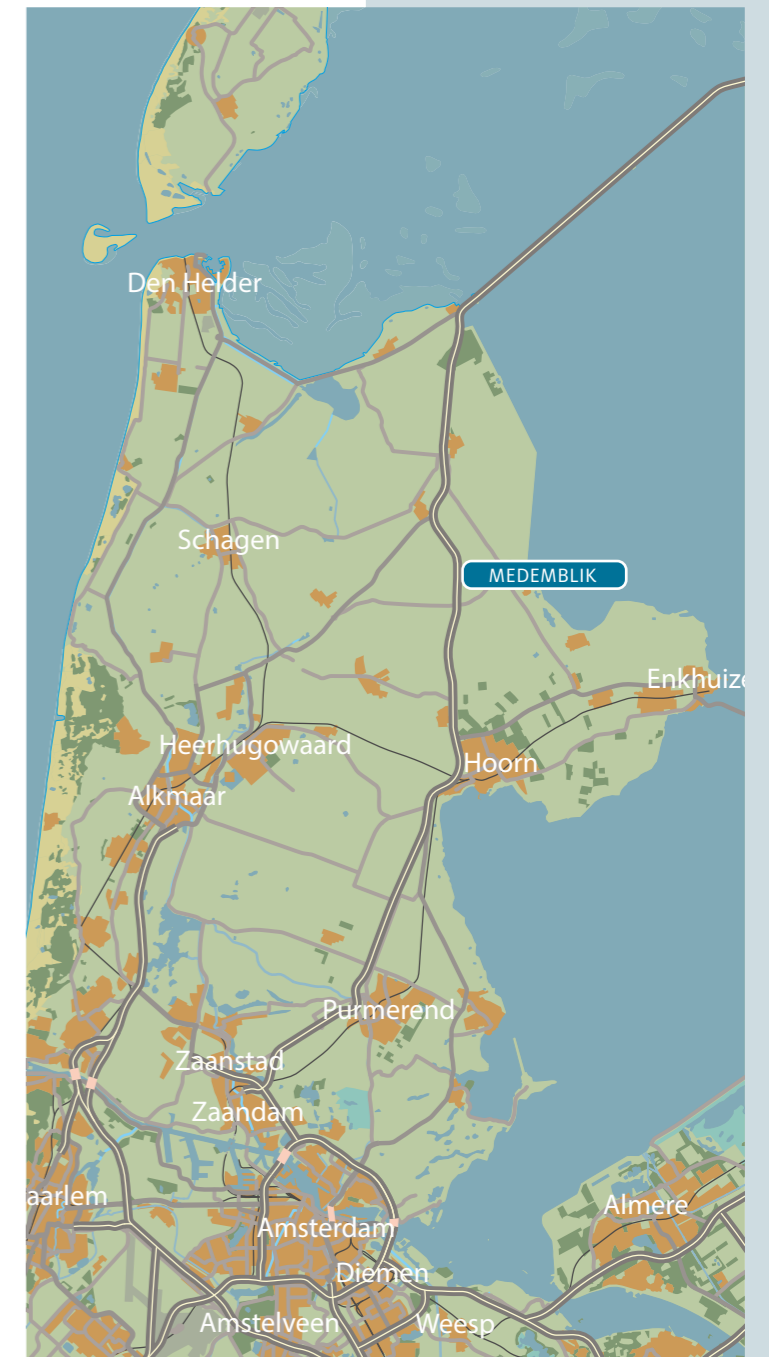 Den Helder
Schagen
MEDEMBLIK
Enkhuize
Heerhugowaard
Hoorn
Alkmaar
Purmerend
Zaanstad
Zaandam
aarlem
Almere
Amsterdam
Diemen
Amstelveen
Weesp